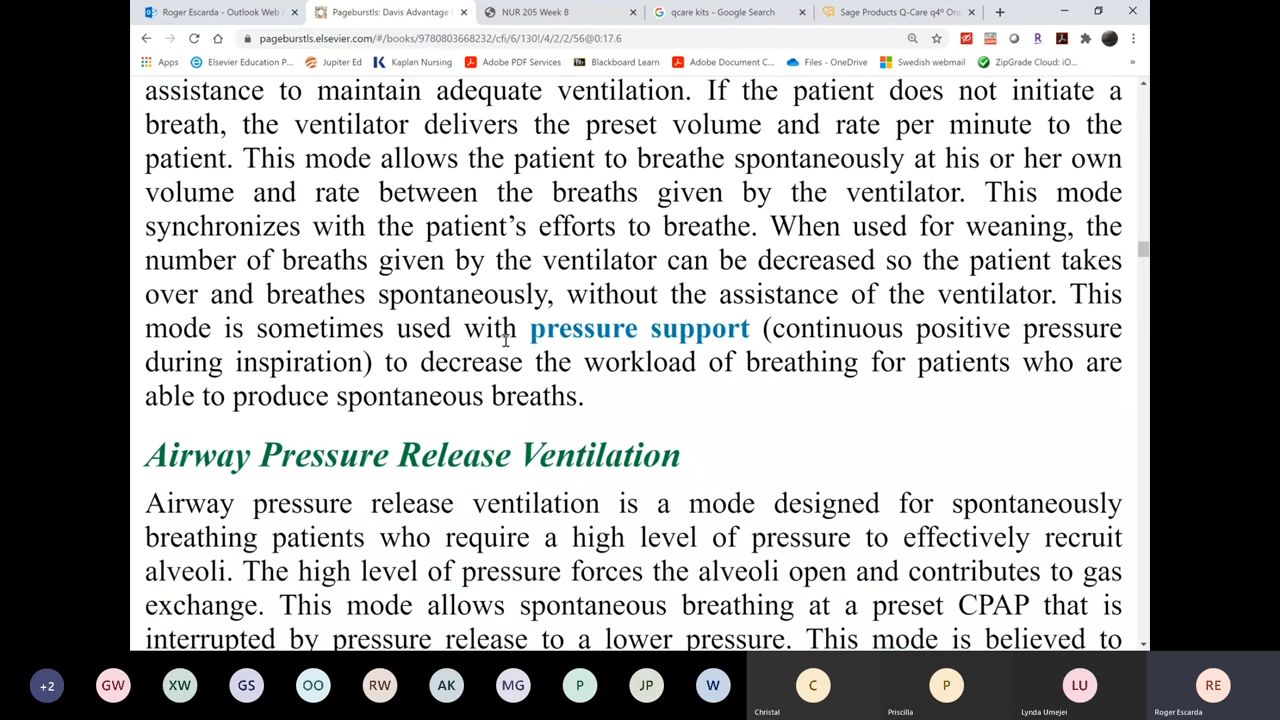 Roger Escarda - Outlook Web
Pageburstls: Davis Advantage
NUR 205 Week 8
qcare kits - Google Search
Sage Products Q-Care q4® Ora
pageburstls.elsevier.com/#/books/9780803668232/cfi/6/130!/4/2/2/56@0:17.6
Apps
Elsevier Education P...
Jupiter Ed
Kaplan Nursing
Adobe PDF Services
Blackboard Learn
Adobe Document C...
Files - OneDrive
Swedish webmail
ZipGrade Cloud: iO...
assistance to maintain adequate ventilation. If the patient does not initiate a
breath, the ventilator delivers the preset volume and rate per minute to the
patient. This mode allows the patient to breathe spontaneously at his or her own
volume and rate between the breaths given by the ventilator. This mode
synchronizes with the patient’s efforts to breathe. When used for weaning, the
number of breaths given by the ventilator can be decreased so the patient takes
over and breathes spontaneously, without the assistance of the ventilator. This
mode is sometimes used with pressure support (continuous positive pressure
during inspiration) to decrease the workload of breathing for patients who are
able to produce spontaneous breaths.
Airway Pressure Release Ventilation
Airway pressure release ventilation is a mode designed for spontaneously
breathing patients who require a high level of pressure to effectively recruit
alveoli. The high level of pressure forces the alveoli open and contributes to gas
exchange. This mode allows spontaneous breathing at a preset CPAP that is
interrupted by pressure release to a lower pressure. This mode is believed to
+2
GW
XW
GS
OO
RW
AK
MG
P
JP
W
C
P
LU
RE
Christal
Priscilla
Lynda Umejei
Roger Escarda